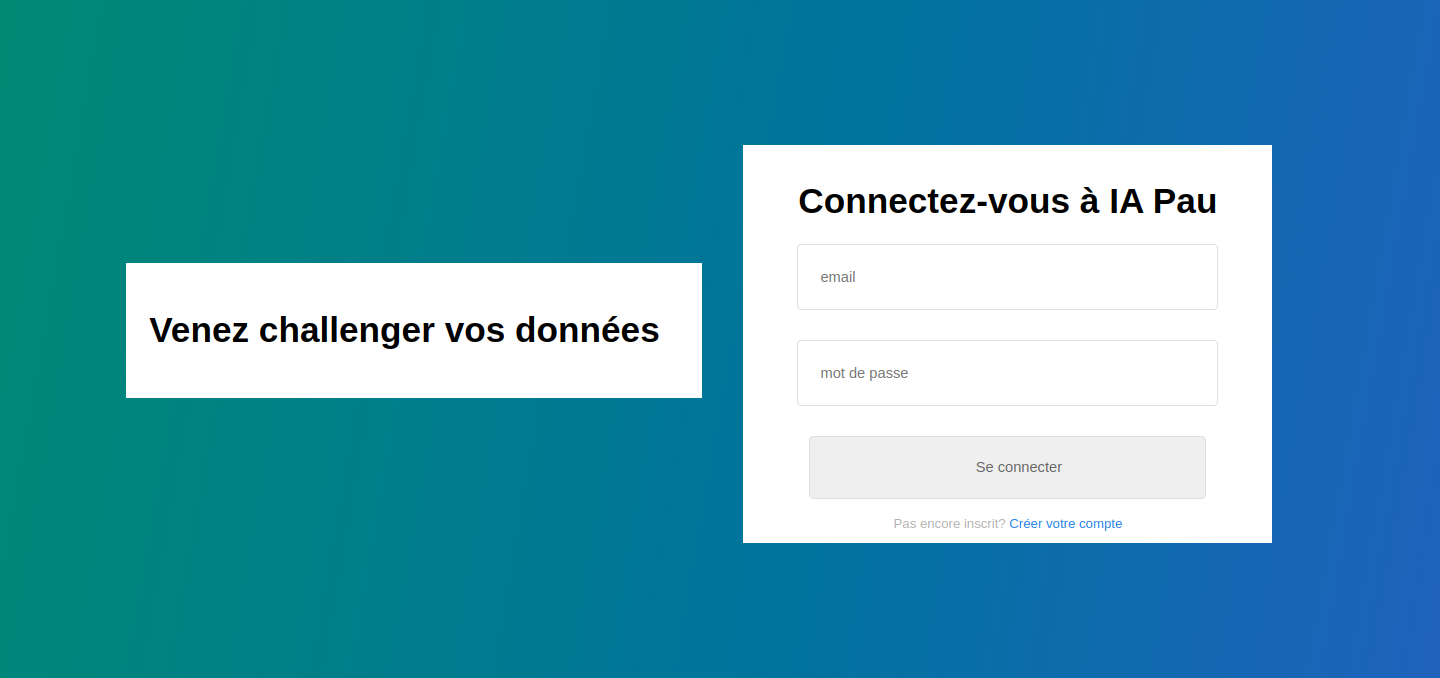 Venez challenger vos données
Connectez-vous à IA Pau
email
mot de passe
Se connecter
Pas encore inscrit? Créer votre compte